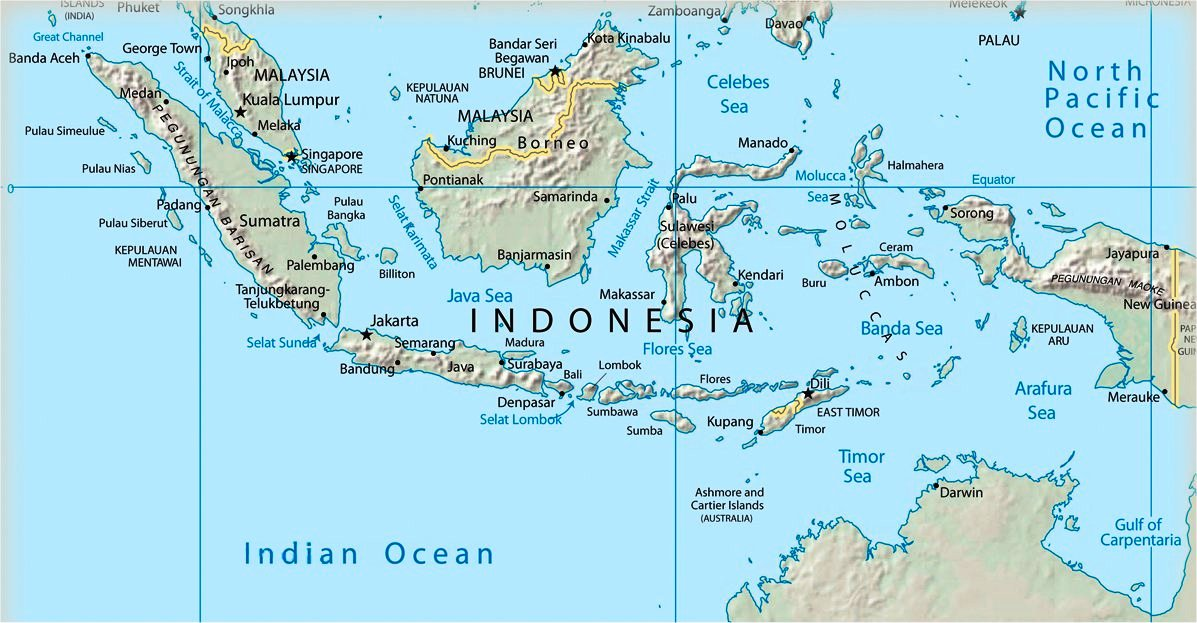 ISLANDS
(INDIA)
Phuket
Songkhla
Great Channel
Banda Aceh
George Town
Ipoh
MALAYSIA
Medan
Kuala Lumpur
Strait of Malacca
Melaka
Pulau Simeulue
Singapore
SINGAPORE
Pulau Nias
PEGUNUNGAN BARISAN
0
Padang
Pulau Siberut
Sumatra
Pulau
Bangka
KEPULAUAN
MENTAWAI
Palembang
Billiton
Tanjungkarang-
Telukbetung
Selat Sunda
Jakarta
Bandung
Semarang
Java
Madura
Surabaya
Bali
Denpasar
Selat Lombok
Lombok
Sumbawa
Sumba
Flores
Flores Sea
Java Sea
INDONESIA
KEPULAUAN
NATUNA
Bandar Seri
Begawan
BRUNEI
Kota Kinabalu
MALAYSIA
Kuching
Borneo
Pontianak
Selat Karimata
Samarinda
Banjarmasin
Makassar Strait
Zamboanga
Davao
Celebes
Sea
Manado
Palu
Sulawesi
(Celebes)
Kendari
Makassar
Melekeok
PALAU
MICRONESIA
North
Pacific
Ocean
Halmahera
Molucca
Sea
Equator
MOLUCCAS
Sorong
Ceram
Buru
Ambon
Jayapura
PEGUNUNGAN MAOKE
New Guinea
PAP
NE
GUIN
Banda Sea
KEPULAUAN
ARU
Arafura
Sea
Merauke
Dili
EAST TIMOR
Kupang
Timor
Timor
Sea
Ashmore and
Cartier Islands
(AUSTRALIA)
Darwin
Gulf of
Carpentaria
Indian Ocean